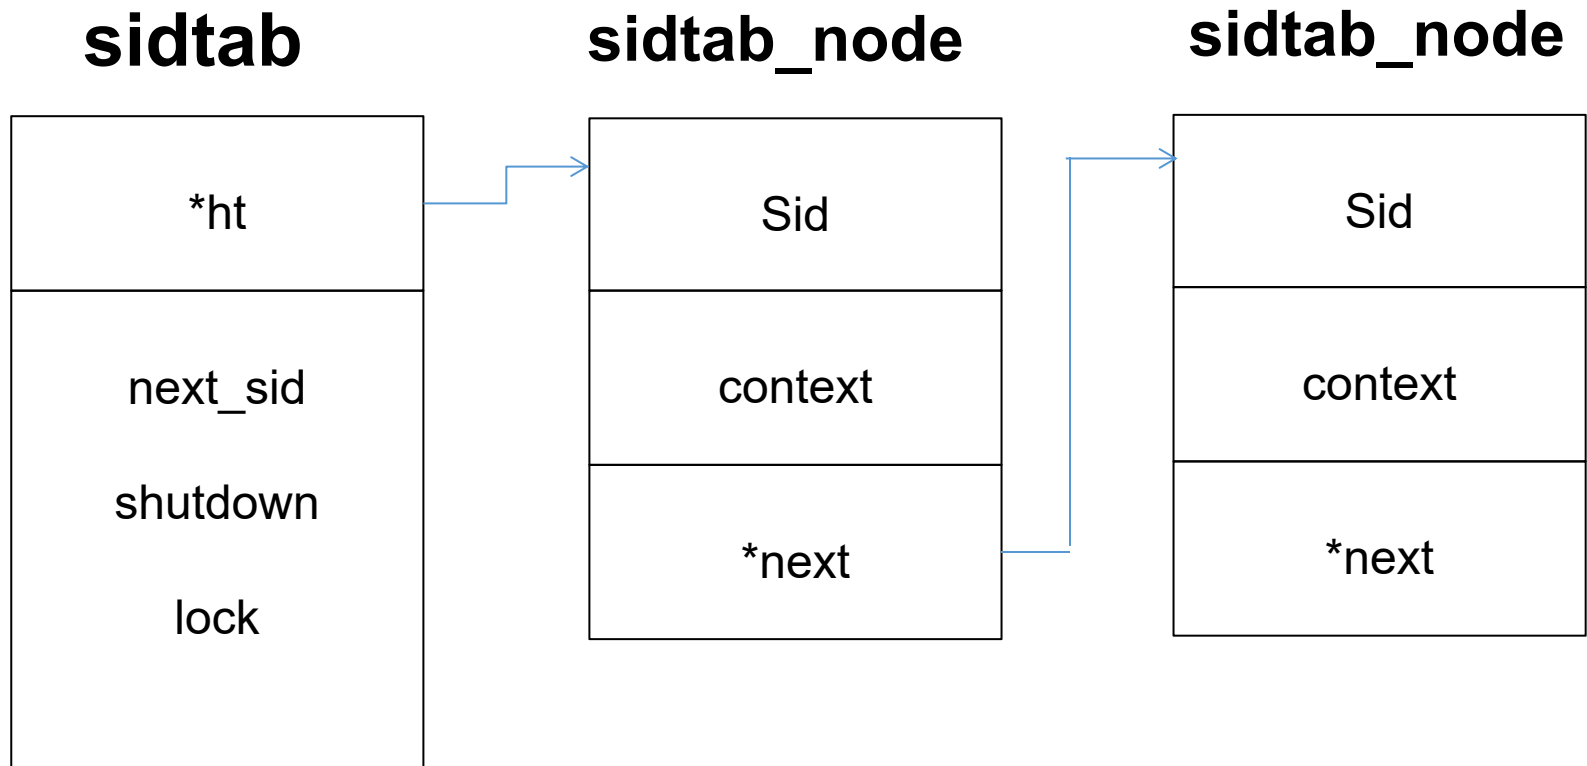 sidtab
*ht
next_sid
shutdown
lock
sidtab_node
Sid
context
*next
sidtab_node
Sid
context
*next